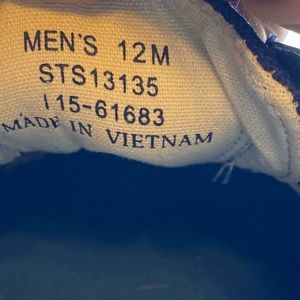 MEN'S 12M
STS13135
115-61683
MADE IN VIETNAM